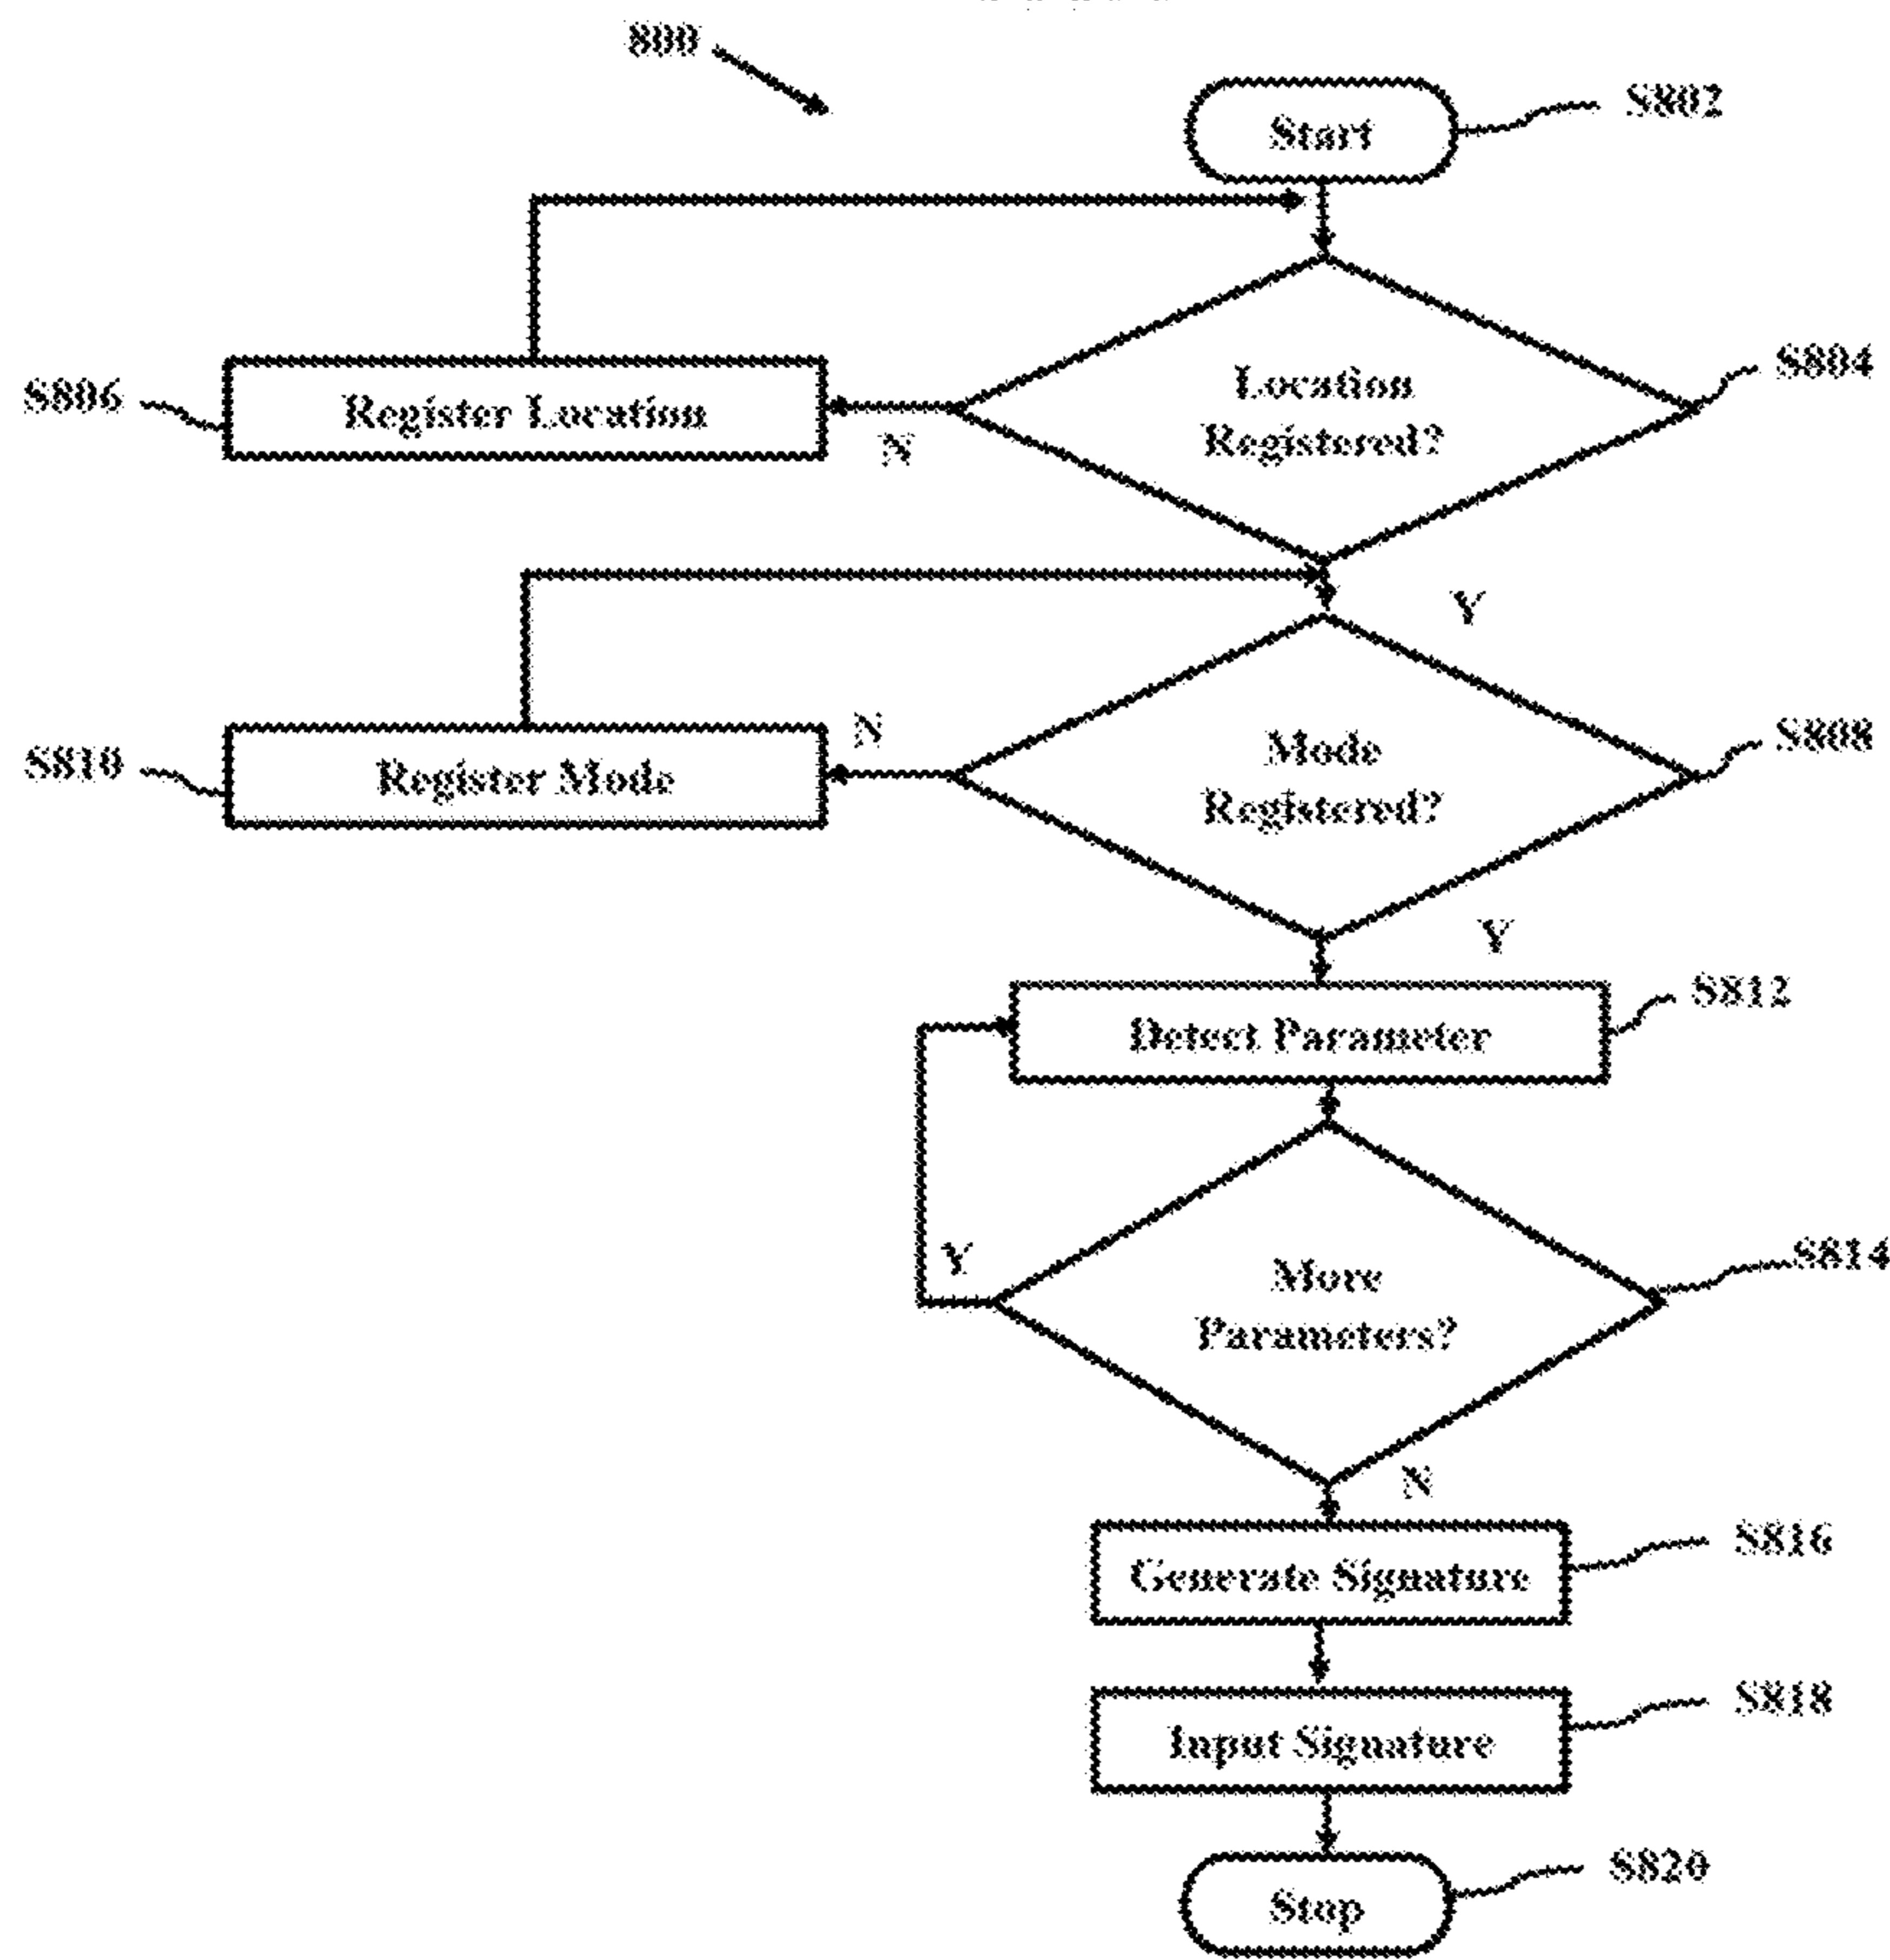 800
Start
S802
Location
Registered?
S804
N
Register Location
S806
Y
Mode
Registered?
S808
N
Register Mode
S810
Y
Detect Parameter
S812
More
Parameters?
S814
Y
N
Generate Signature
S816
Input Signature
S818
Stop
S820